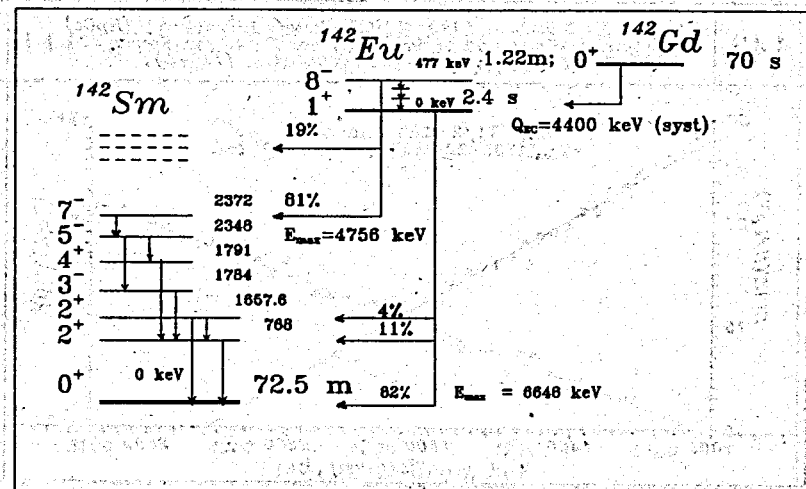 142Eu 477 keV 1.22m; 0+ 142Gd 70 s
142Sm
8-
1+ 0 keV 2.4 s
QEC=4400 keV (syst)
19%
7- 2372 81%
5- 2348 Emax=4756 keV
4+ 1791
3- 1784
2+ 1657.6 4%
2+ 768 11%
0+ 0 keV 72.5 m 82% Emax = 6648 keV